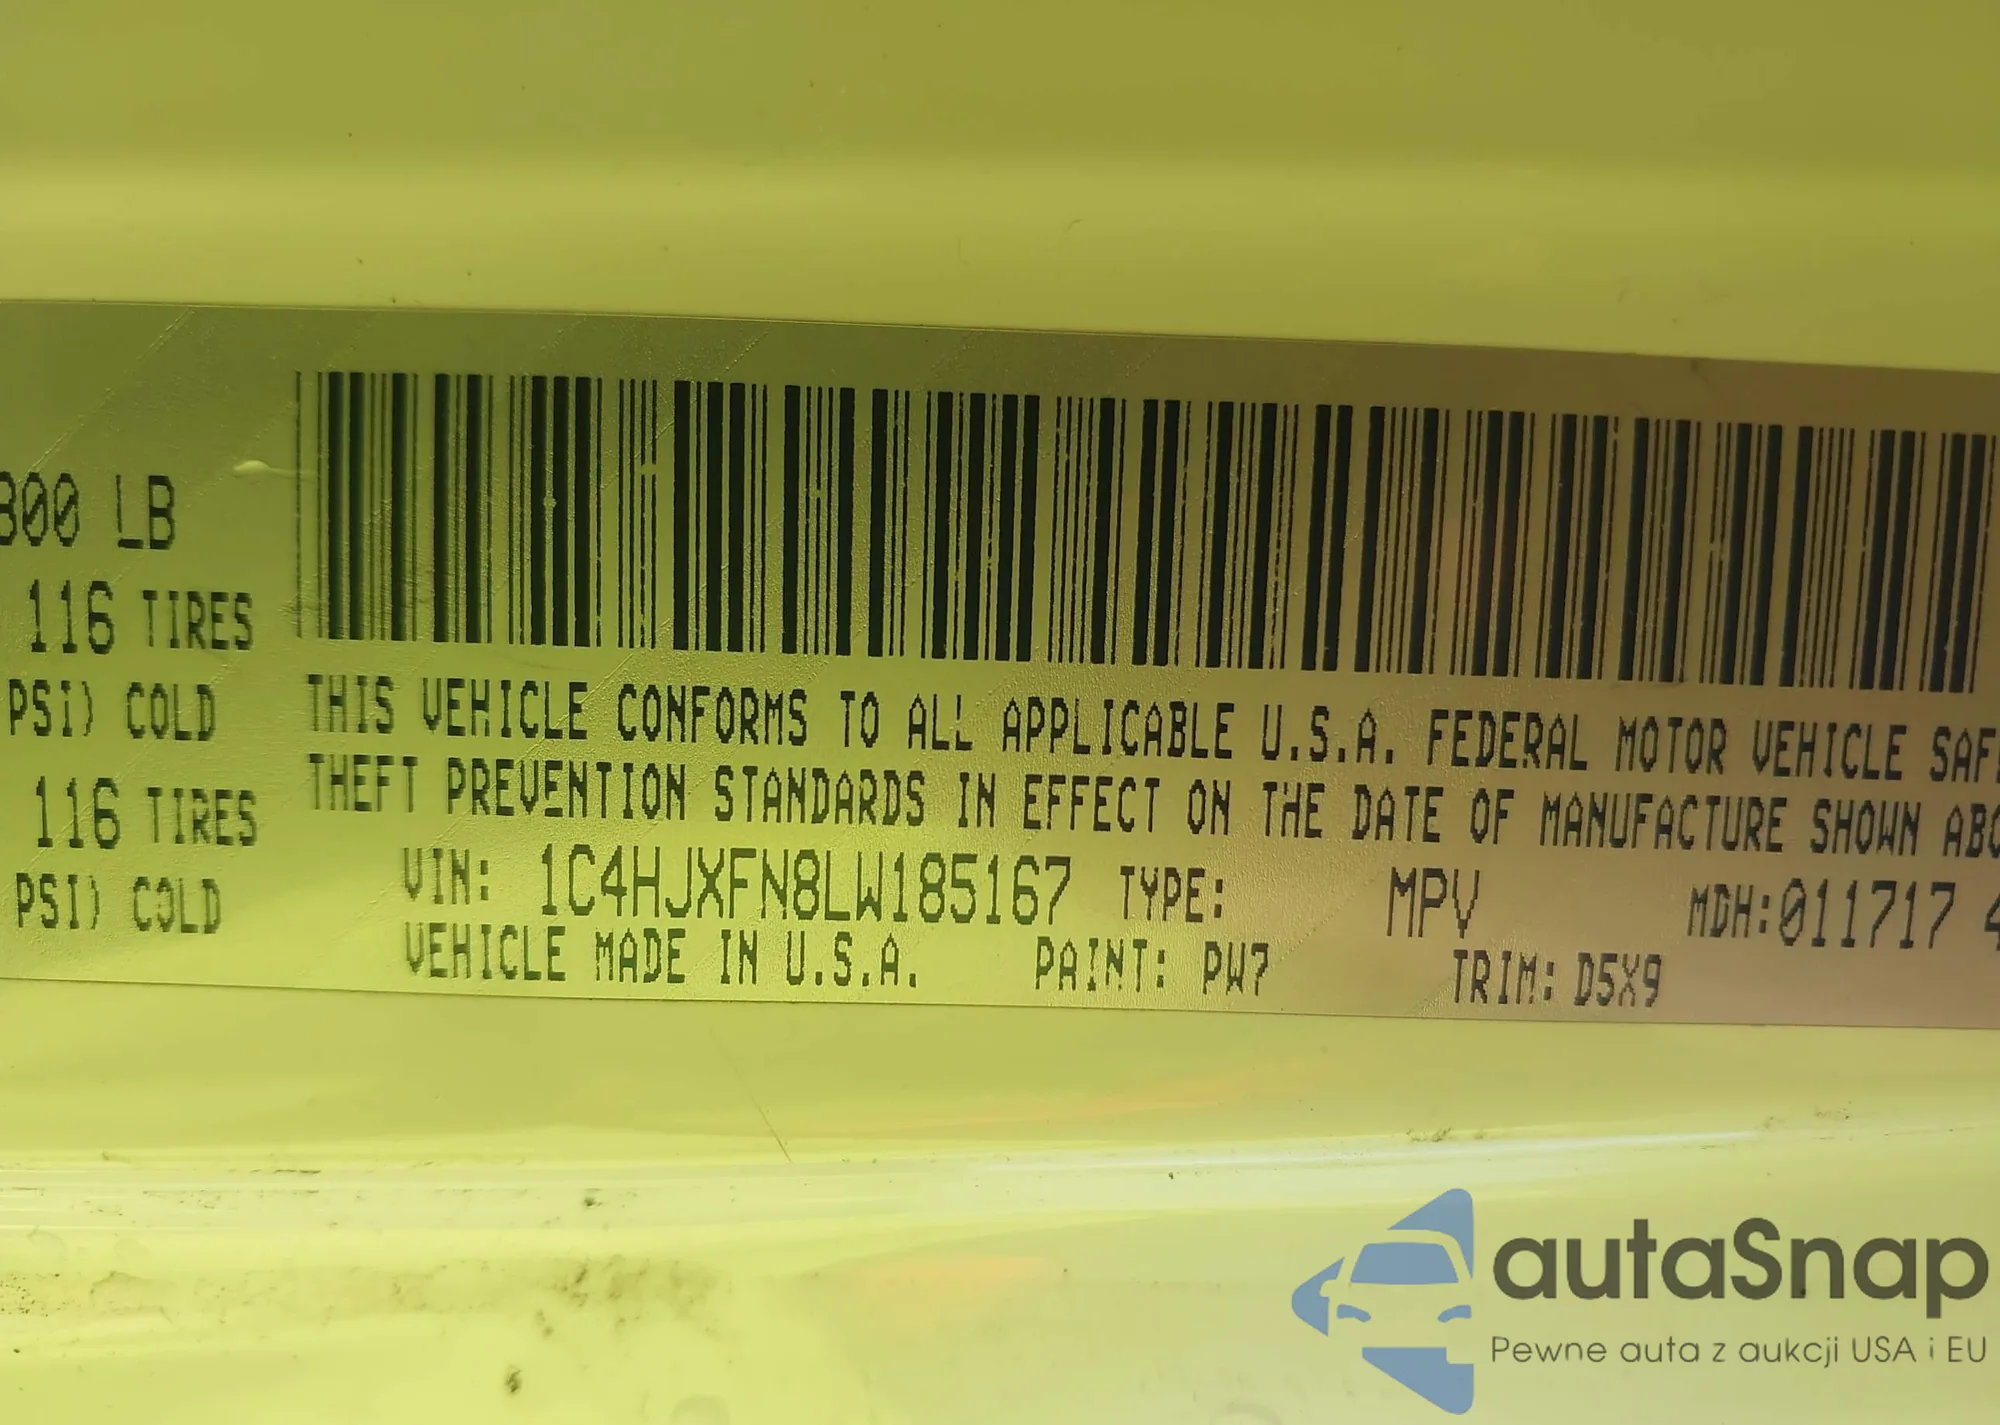 800 LB
116 TIRES
PSI) COLD
116 TIRES
PSI) COLD
THIS VEHICLE CONFORMS TO ALL APPLICABLE U.S.A. FEDERAL MOTOR VEHICLE SAF
THEFT PREVENTION STANDARDS IN EFFECT ON THE DATE OF MANUFACTURE SHOWN ABO
VIN: 1C4HJXFN8LW185167 TYPE: MPV MDH:011717 4
VEHICLE MADE IN U.S.A. PAINT: PW7 TRIM: D5X9
autaSnap
Pewne auta z aukcji USA i EU